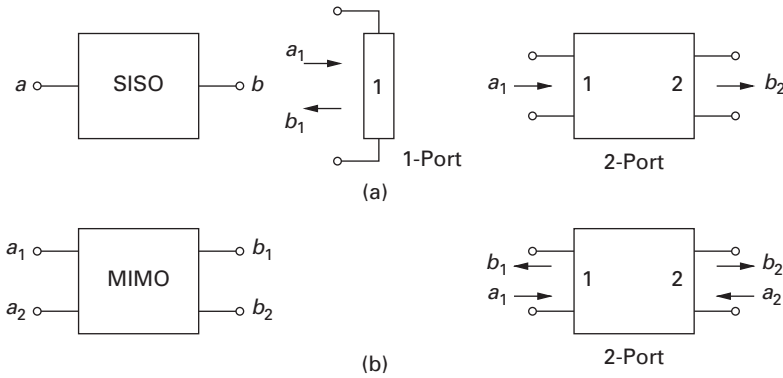 a SISO b
a1
b1
1
1-Port
a1 1 2 b2
2-Port
(a)
a1 MIMO b1
a2 b2
b1 1 2 b2
a1 a2
2-Port
(b)